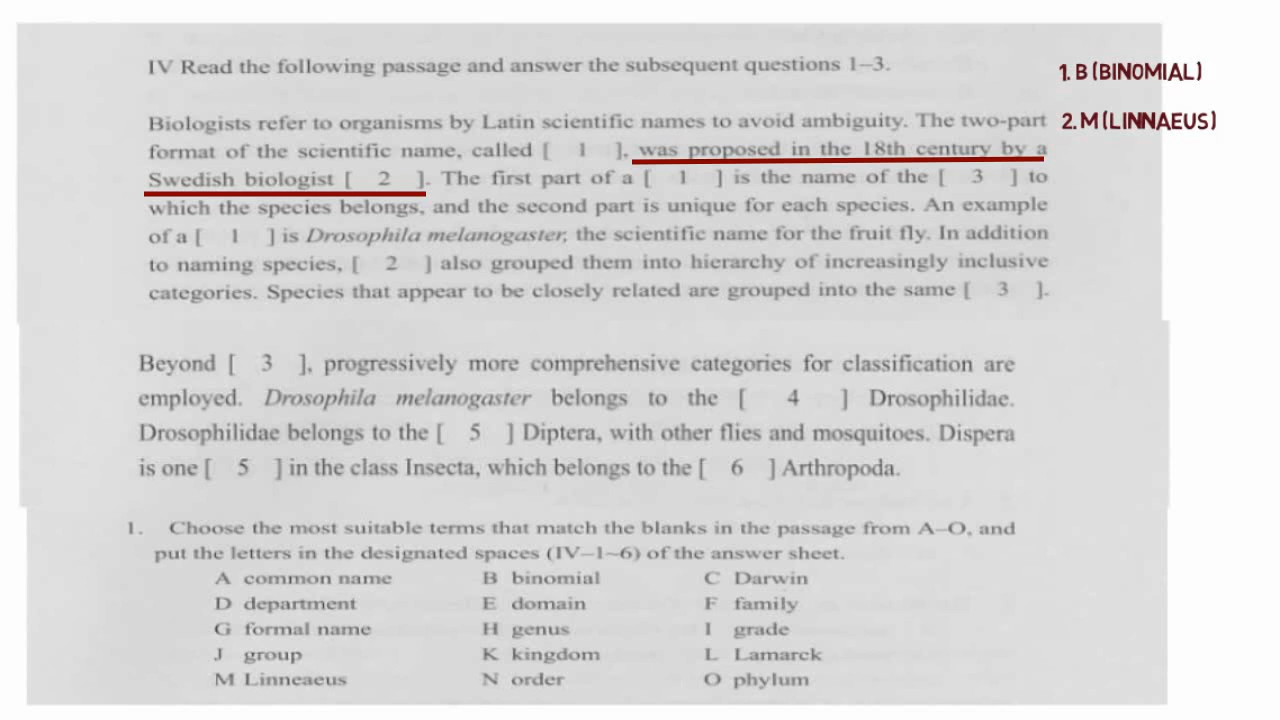 IV Read the following passage and answer the subsequent questions 1–3.
1. B (BINOMIAL)
Biologists refer to organisms by Latin scientific names to avoid ambiguity. The two-part
2. M (LINNAEUS)
format of the scientific name, called [ 1 ], was proposed in the 18th century by a
Swedish biologist [ 2 ]. The first part of a [ 1 ] is the name of the [ 3 ] to
which the species belongs, and the second part is unique for each species. An example
of a [ 1 ] is Drosophila melanogaster, the scientific name for the fruit fly. In addition
to naming species, [ 2 ] also grouped them into hierarchy of increasingly inclusive
categories. Species that appear to be closely related are grouped into the same [ 3 ].
Beyond [ 3 ], progressively more comprehensive categories for classification are
employed. Drosophila melanogaster belongs to the [ 4 ] Drosophilidae.
Drosophilidae belongs to the [ 5 ] Diptera, with other flies and mosquitoes. Dispera
is one [ 5 ] in the class Insecta, which belongs to the [ 6 ] Arthropoda.
1. Choose the most suitable terms that match the blanks in the passage from A–O, and
put the letters in the designated spaces (IV–1~6) of the answer sheet.
A common name B binomial C Darwin
D department E domain F family
G formal name H genus I grade
J group K kingdom L Lamarck
M Linneaeus N order O phylum